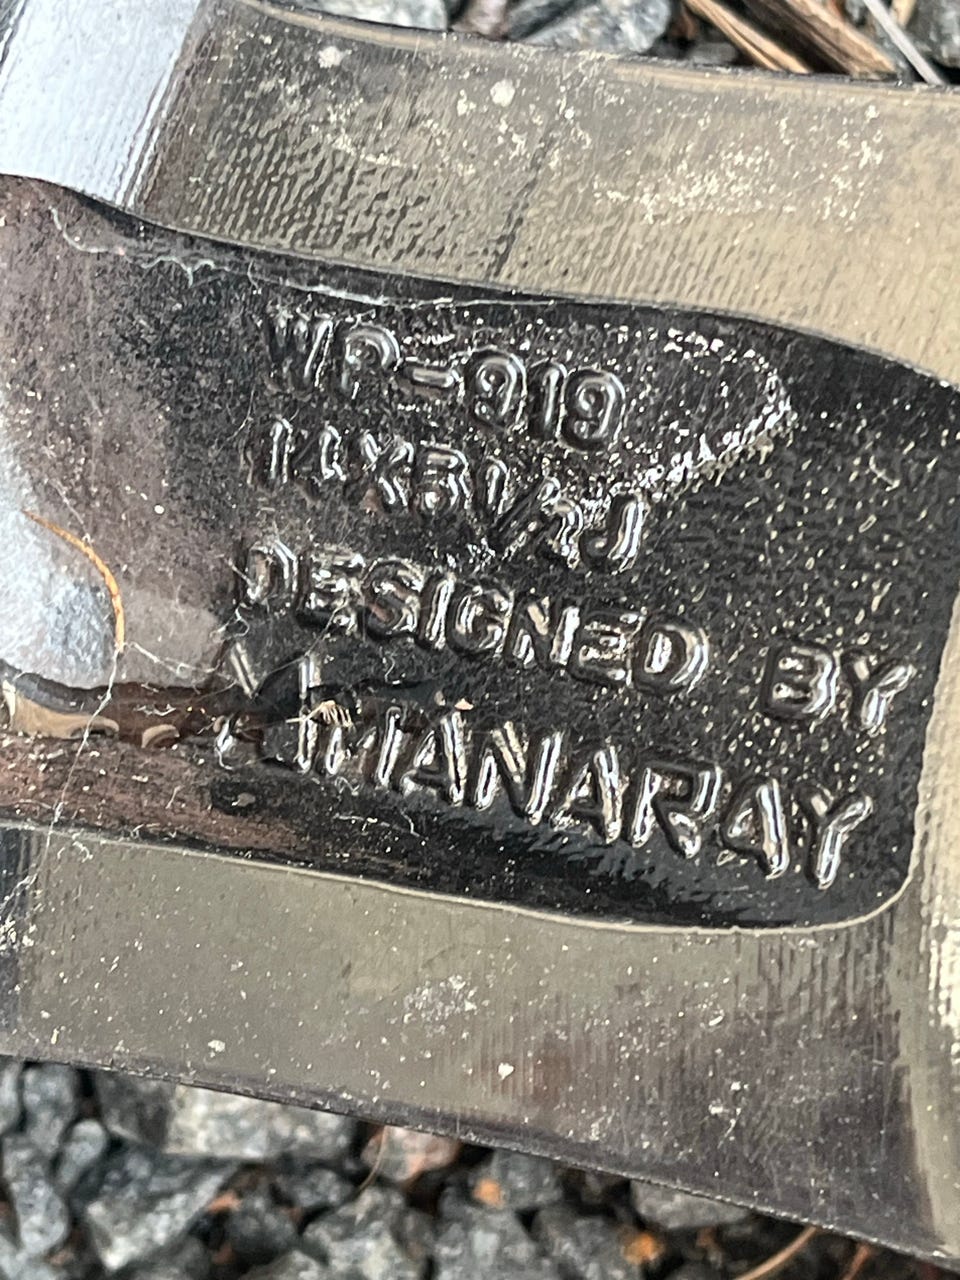 WP-919
14X5½J
DESIGNED BY
MANARAY